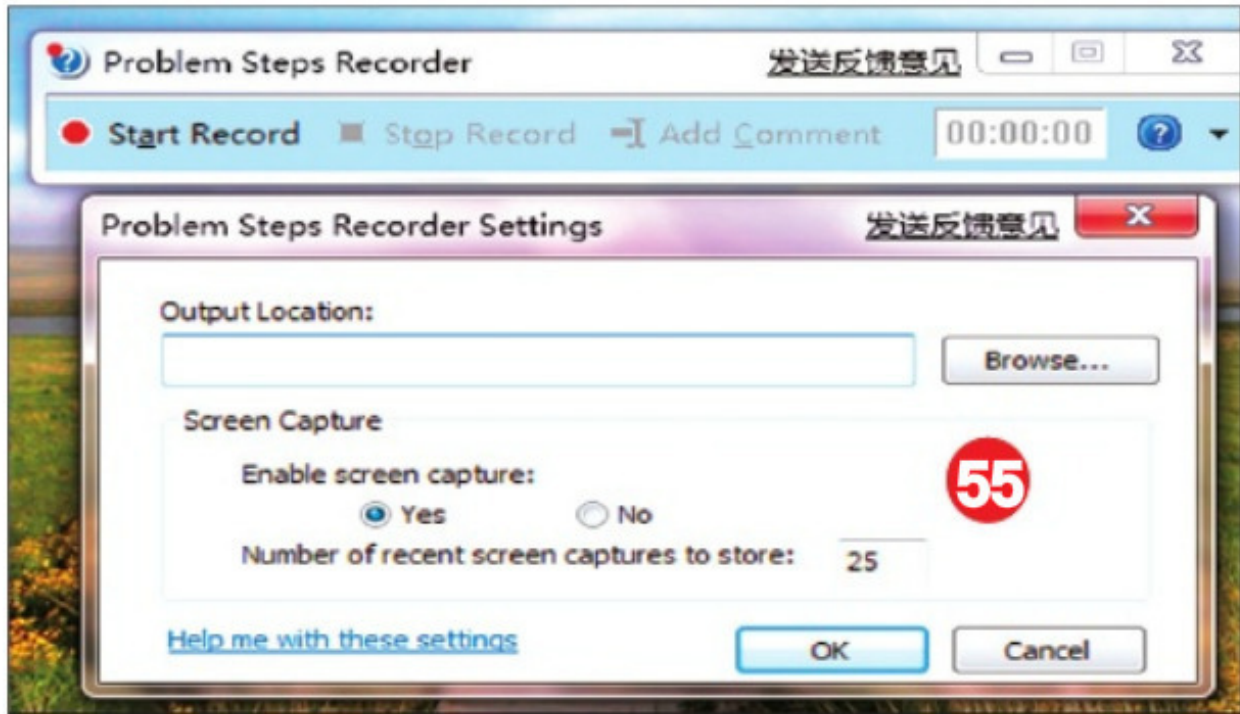 Problem Steps Recorder 发送反馈意见
Start Record Stop Record Add Comment 00:00:00
Problem Steps Recorder Settings 发送反馈意见
Output Location:
Browse...
Screen Capture
Enable screen capture:
55
Yes No
Number of recent screen captures to store: 25
Help me with these settings OK Cancel